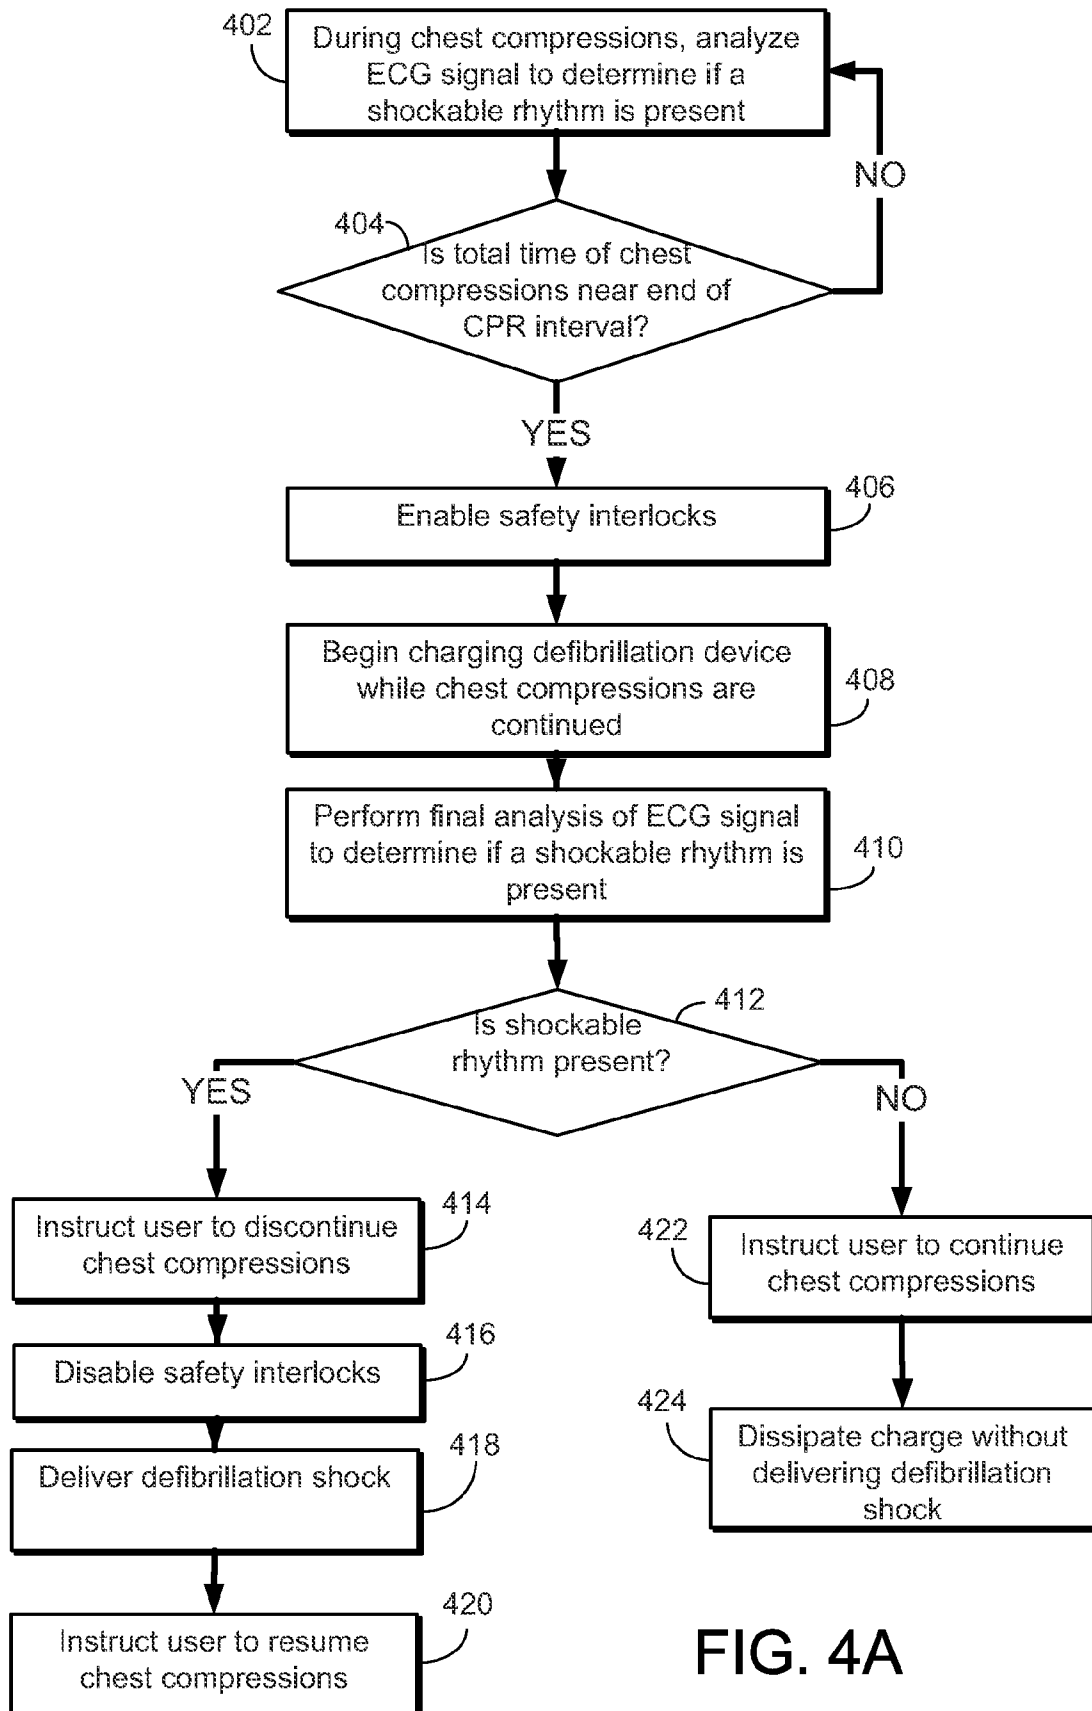 402
During chest compressions, analyze
ECG signal to determine if a
shockable rhythm is present
NO
404
Is total time of chest
compressions near end of
CPR interval?
YES
406
Enable safety interlocks
Begin charging defibrillation device
while chest compressions are
continued
408
Perform final analysis of ECG signal
to determine if a shockable rhythm is
present
410
412
Is shockable
rhythm present?
YES
NO
414
Instruct user to discontinue
chest compressions
422
Instruct user to continue
chest compressions
416
Disable safety interlocks
424
Dissipate charge without
delivering defibrillation
shock
418
Deliver defibrillation shock
420
Instruct user to resume
chest compressions
FIG. 4A